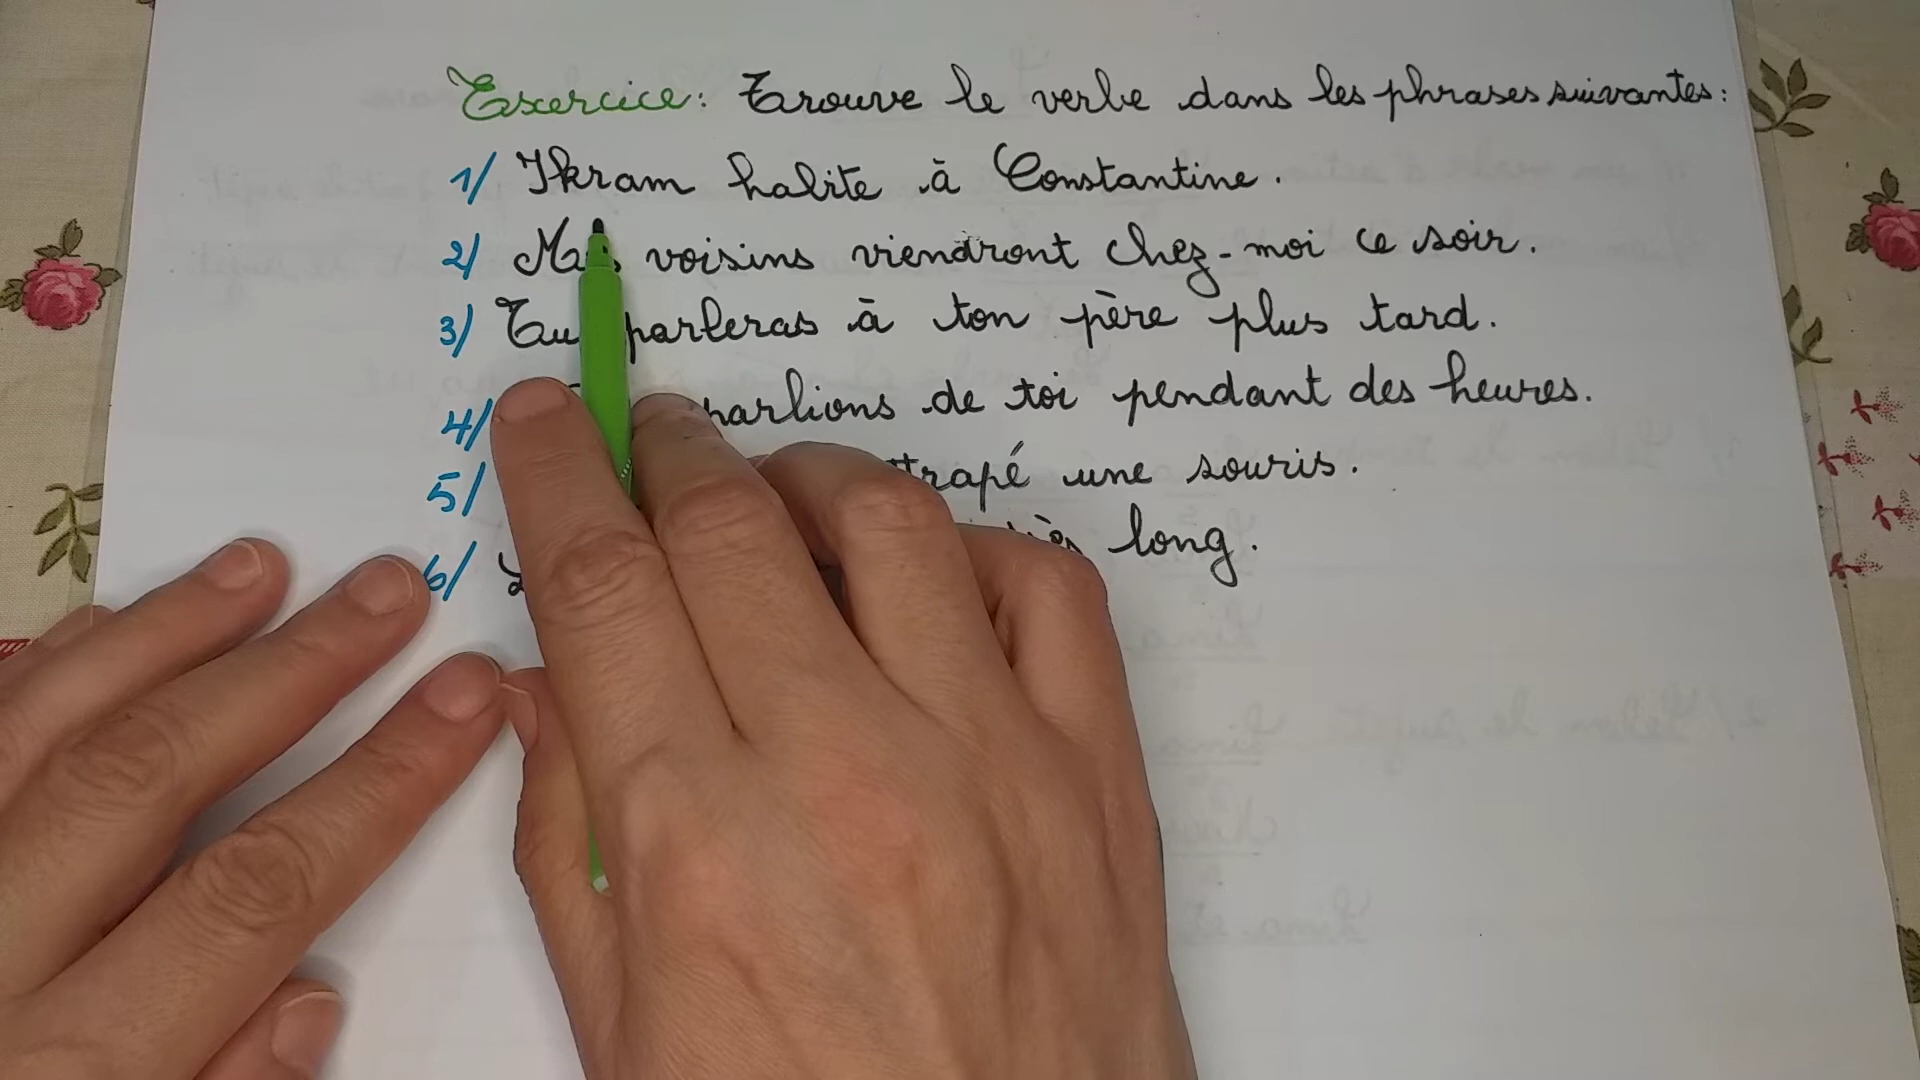 Exercice: Trouve le verbe dans les phrases suivantes:
1/ Ikram habite à Constantine.
2/ voisins viendront chez-moi ce soir.
3/ Tu parleras à ton père plus tard.
4/ parlions de toi pendant des heures.
5/ une souris.
6/ long.